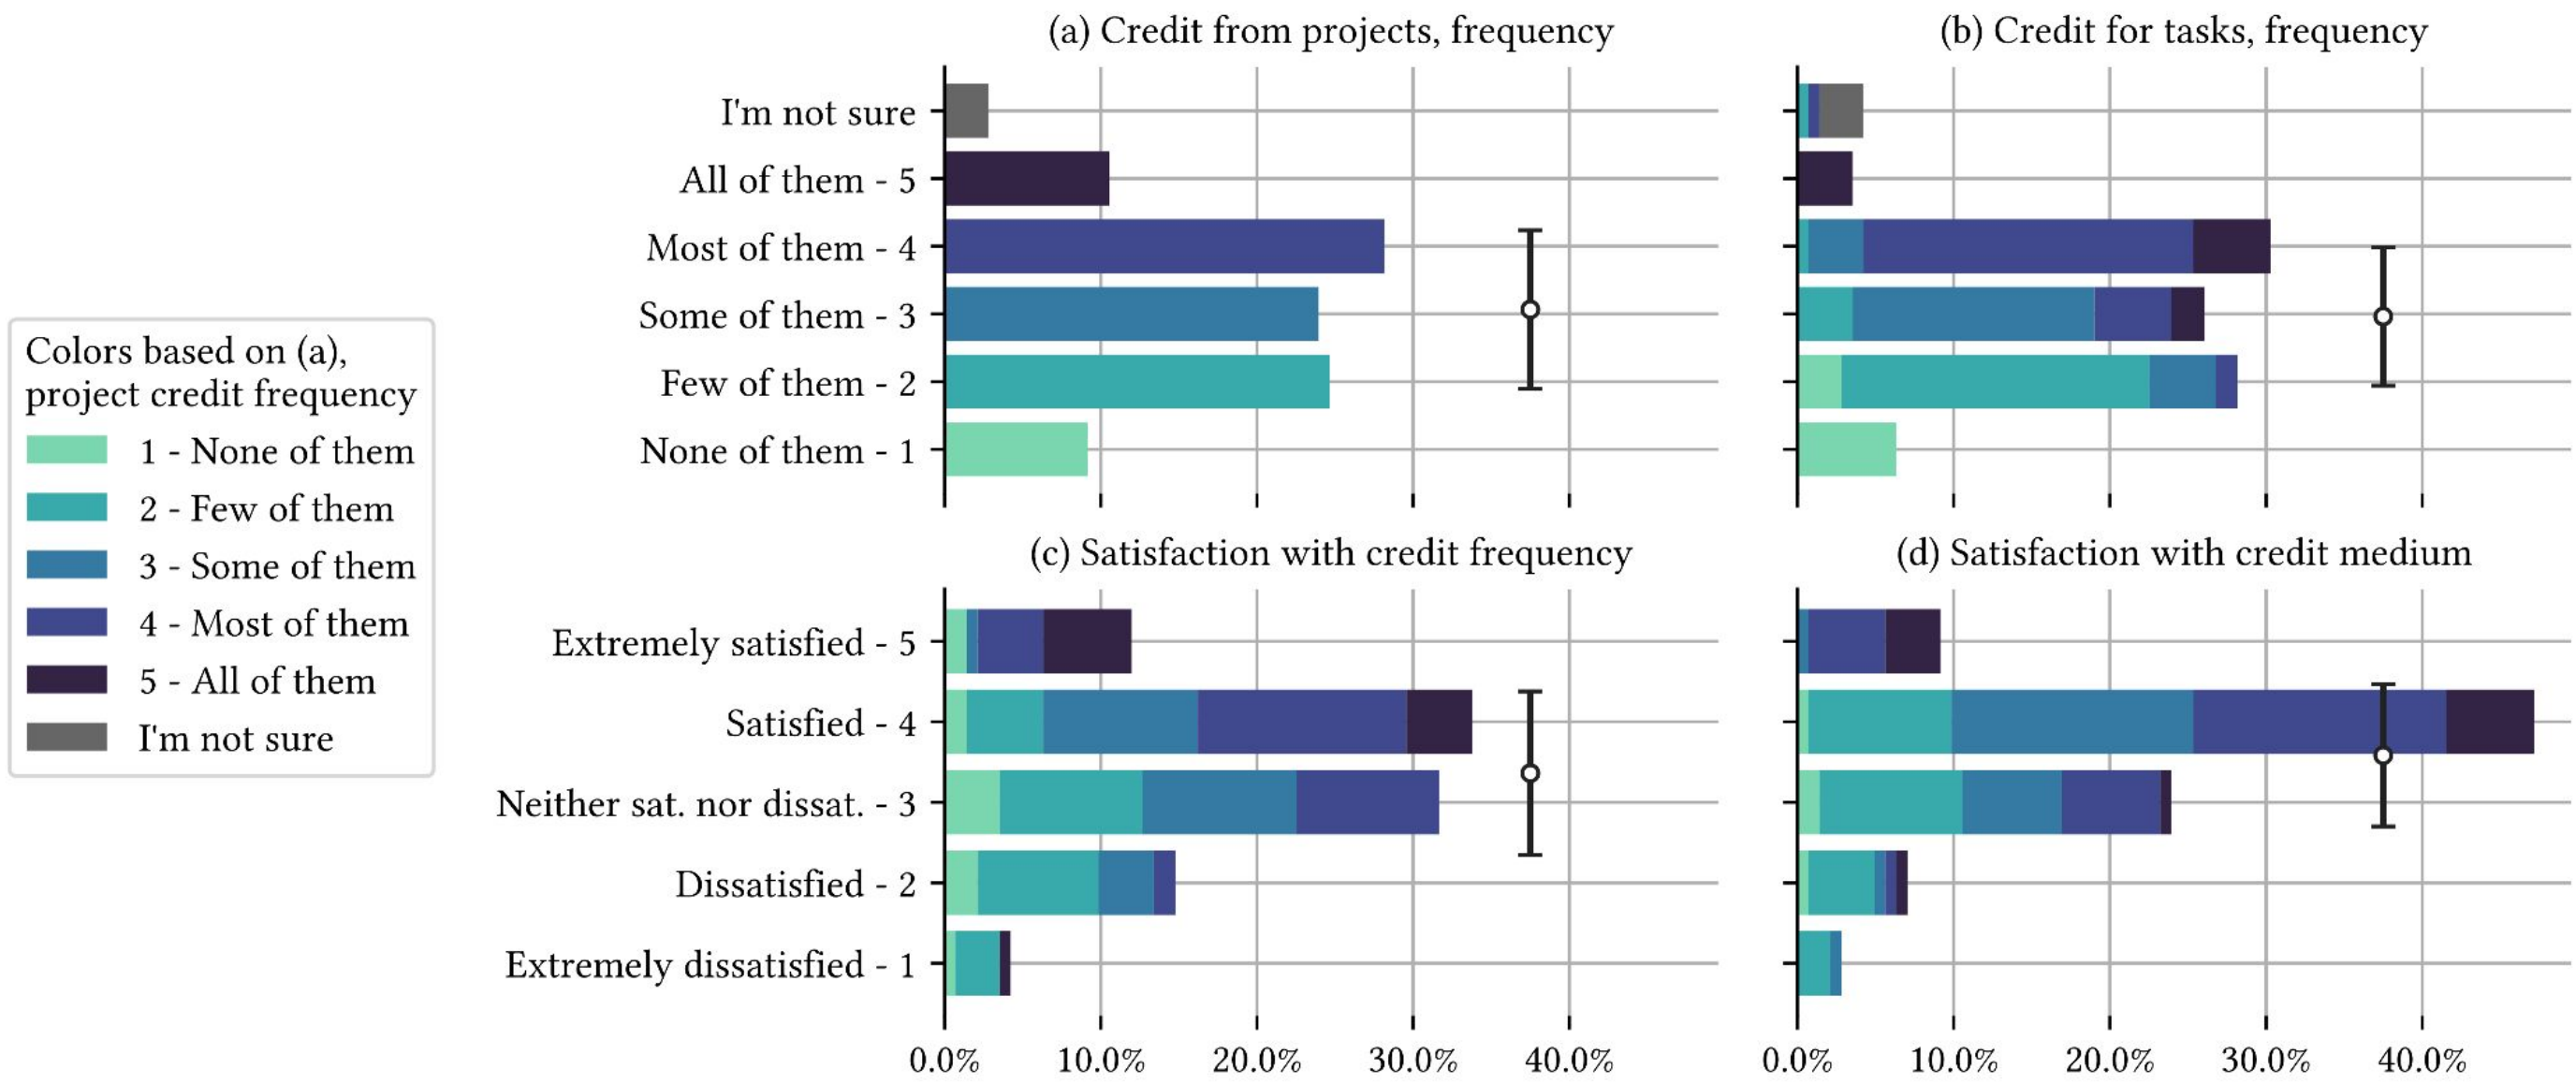 (a) Credit from projects, frequency
(b) Credit for tasks, frequency
I'm not sure
All of them - 5
Most of them - 4
Some of them - 3
Few of them - 2
None of them - 1
Colors based on (a),
project credit frequency
1 - None of them
2 - Few of them
3 - Some of them
4 - Most of them
5 - All of them
I'm not sure
(c) Satisfaction with credit frequency
(d) Satisfaction with credit medium
Extremely satisfied - 5
Satisfied - 4
Neither sat. nor dissat. - 3
Dissatisfied - 2
Extremely dissatisfied - 1
0.0% 10.0% 20.0% 30.0% 40.0%
0.0% 10.0% 20.0% 30.0% 40.0%